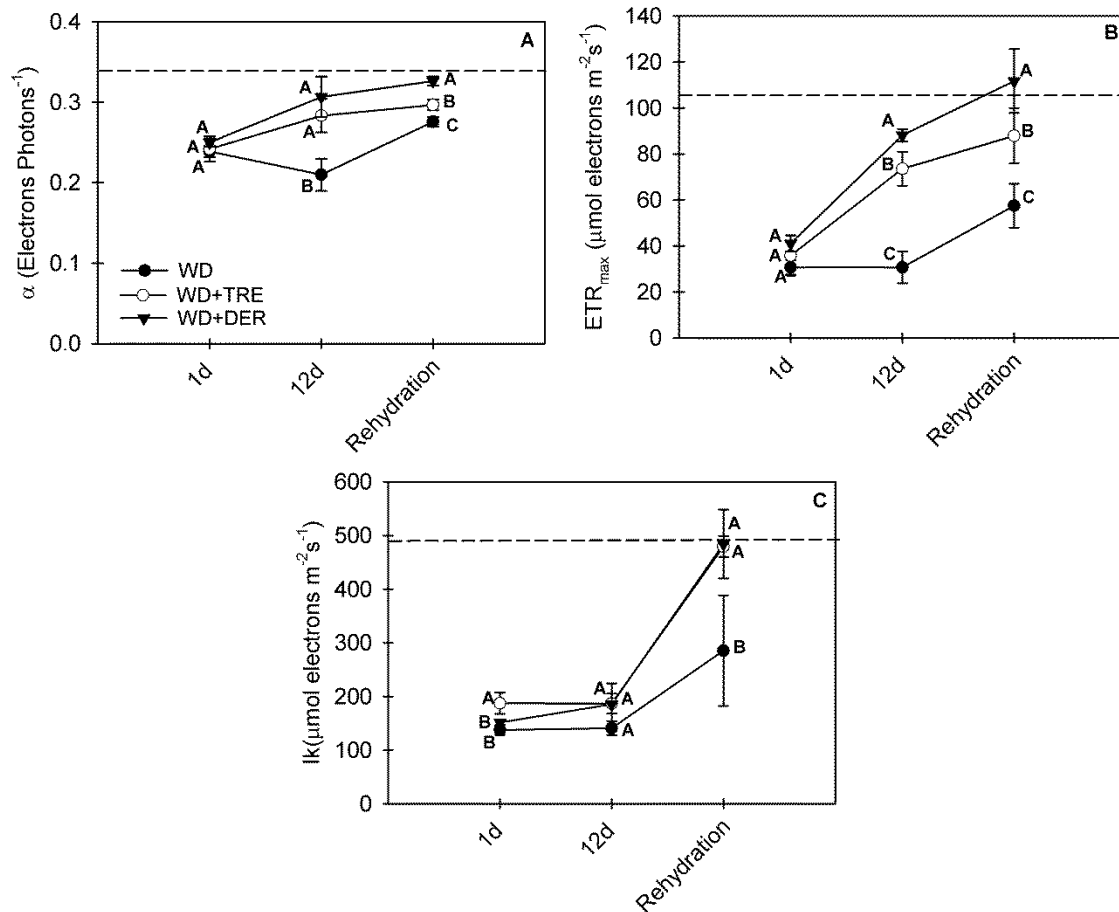 A
α (Electrons Photons⁻¹)
0.4
0.3
0.2
0.1
0.0
A
A
A
A
A
B
A
B
C
WD
WD+TRE
WD+DER
1d
12d
Rehydration
B
ETRmax (µmol electrons m⁻²s⁻¹)
140
120
100
80
60
40
20
0
A
A
A
A
B
C
A
B
C
1d
12d
Rehydration
C
Ik(µmol electrons m⁻²s⁻¹)
600
500
400
300
200
100
0
A
B
B
A
A
A
A
A
B
1d
12d
Rehydration